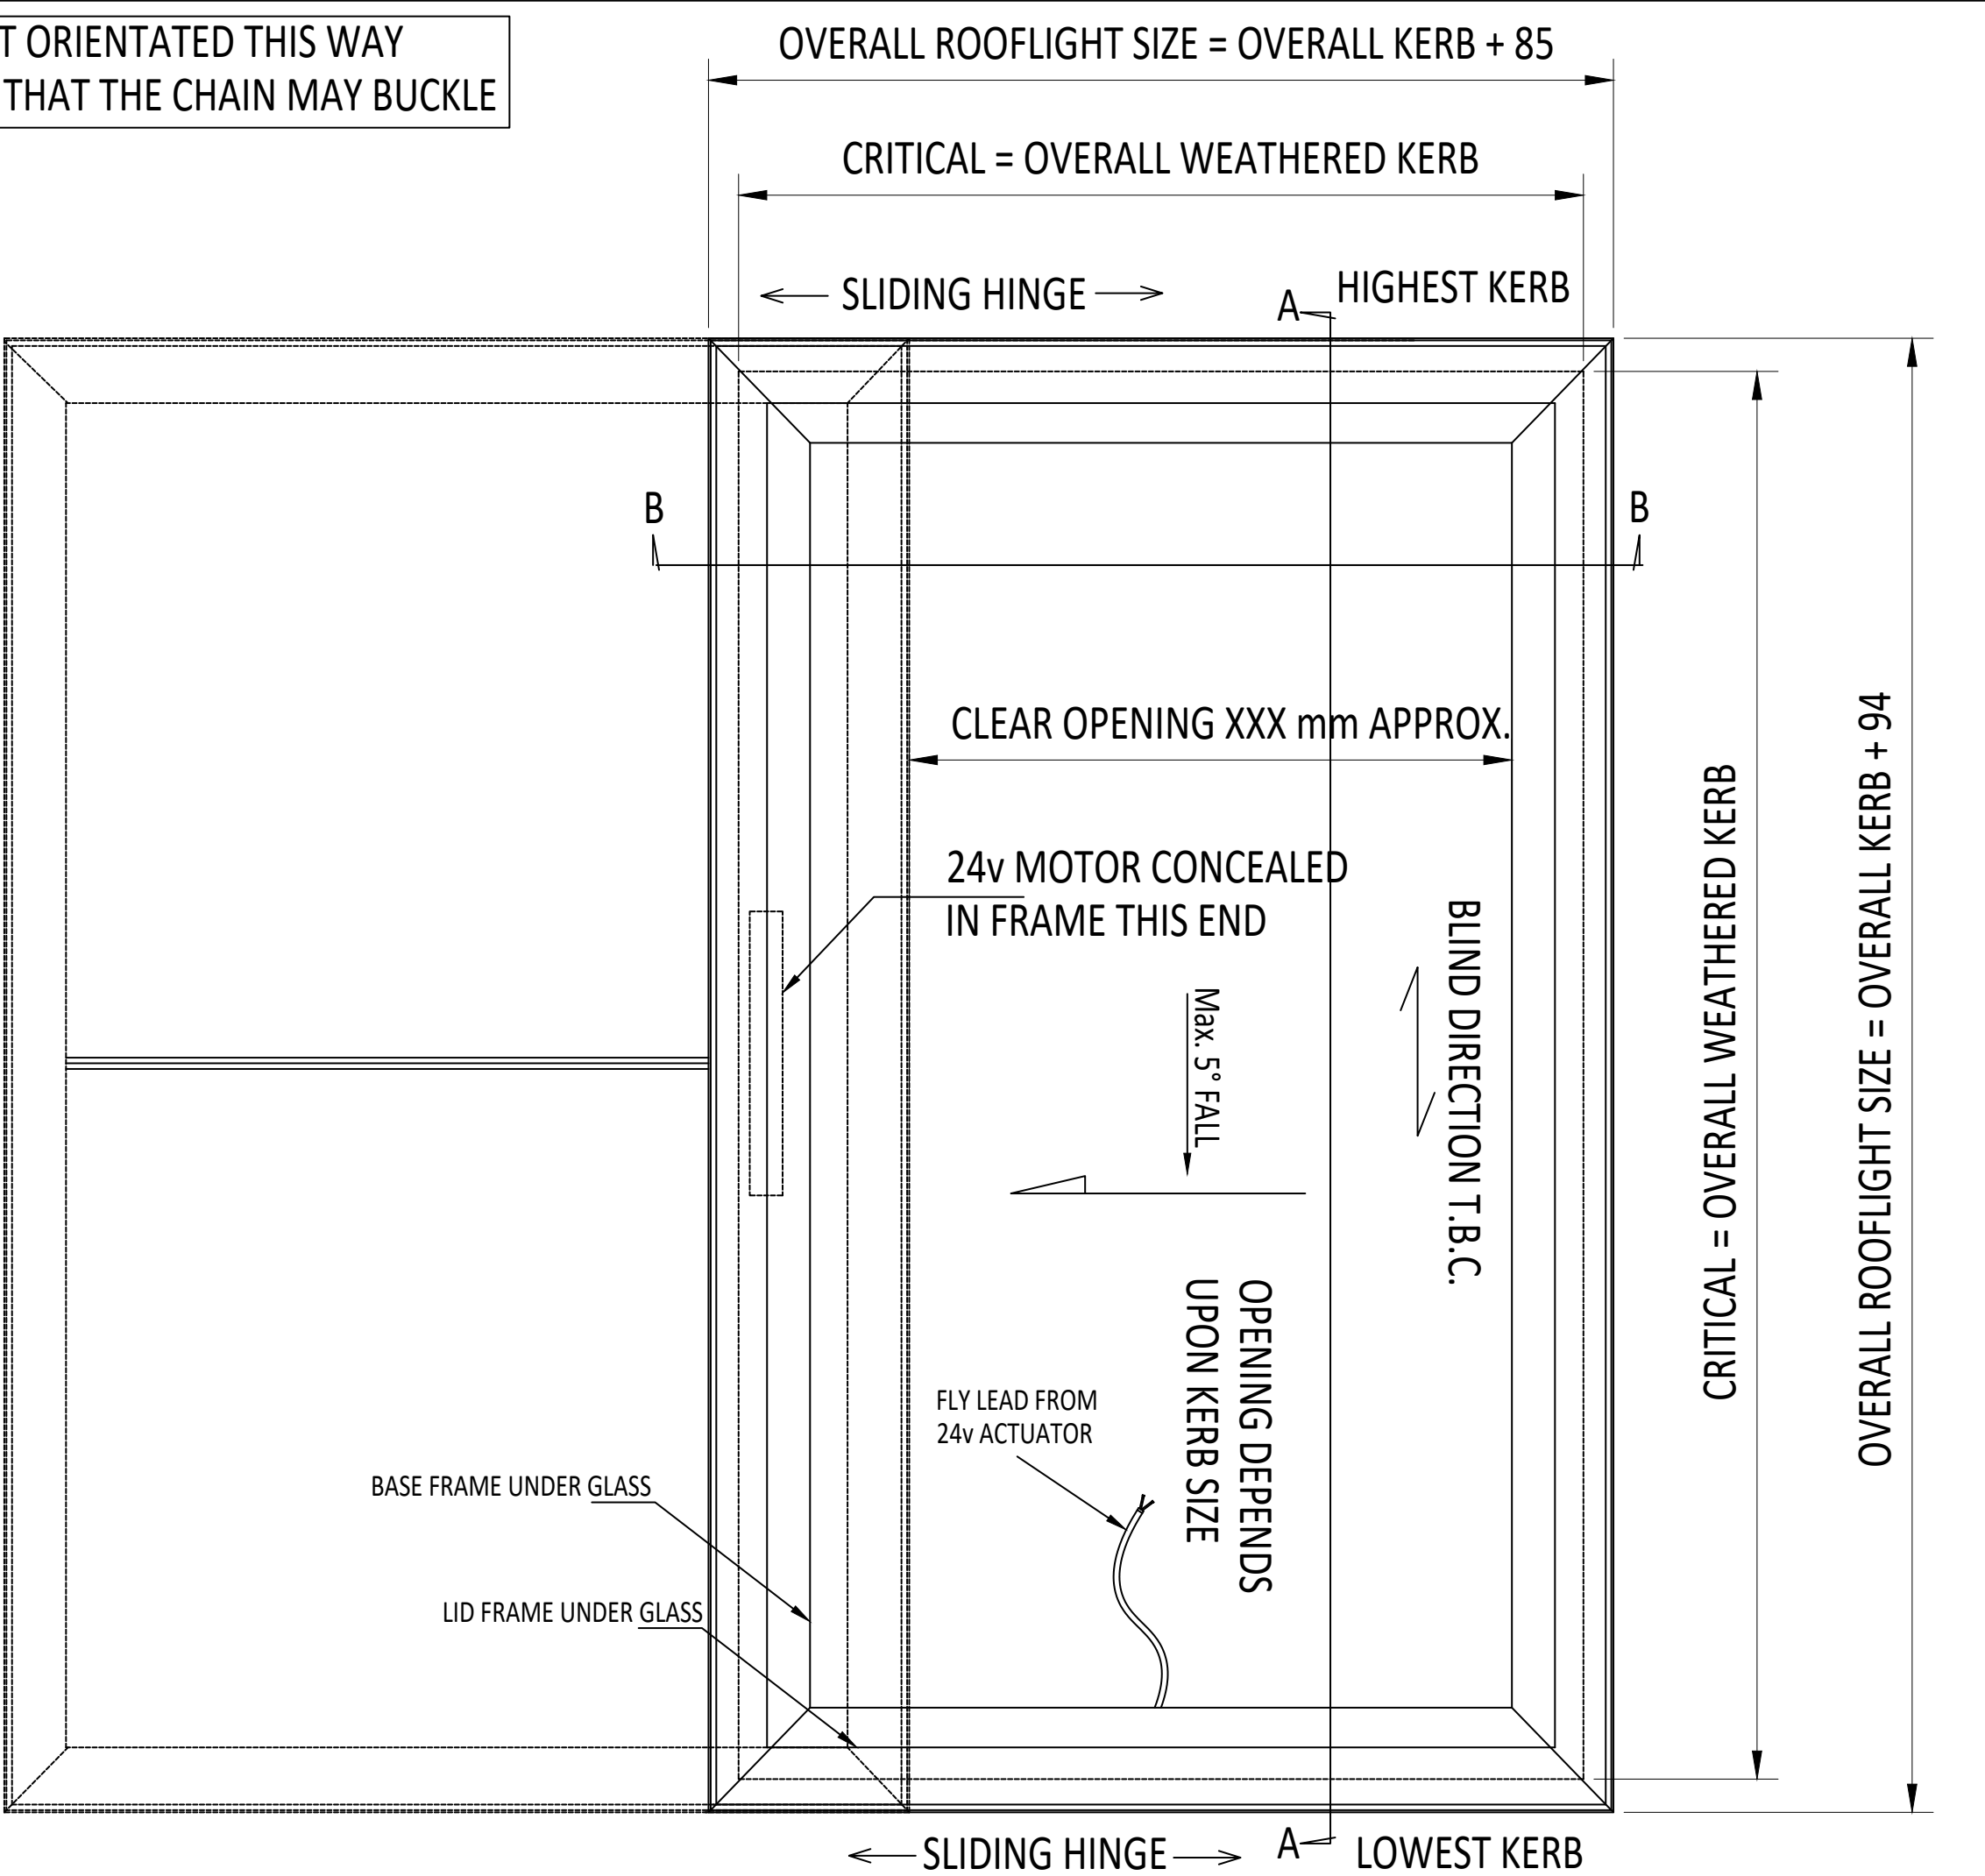 T ORIENTATED THIS WAY
THAT THE CHAIN MAY BUCKLE
OVERALL ROOFLIGHT SIZE = OVERALL KERB + 85
CRITICAL = OVERALL WEATHERED KERB
SLIDING HINGE
A
HIGHEST KERB
B
B
CLEAR OPENING XXX mm APPROX.
24v MOTOR CONCEALED
IN FRAME THIS END
Max. 5° FALL
BLIND DIRECTION T.B.C.
CRITICAL = OVERALL WEATHERED KERB
OVERALL ROOFLIGHT SIZE = OVERALL KERB + 94
OPENING DEPENDS
UPON KERB SIZE
FLY LEAD FROM
24v ACTUATOR
BASE FRAME UNDER GLASS
LID FRAME UNDER GLASS
SLIDING HINGE
A
LOWEST KERB